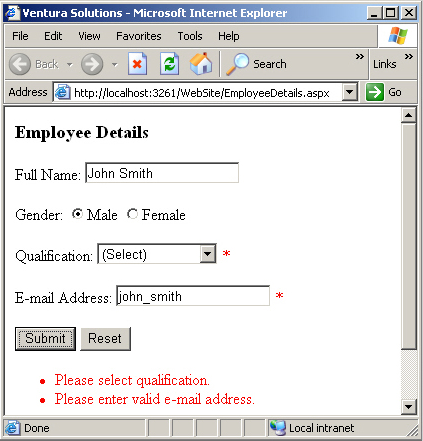 Ventura Solutions - Microsoft Internet Explorer
File Edit View Favorites Tools Help
Back Search » Links »
Address http://localhost:3261/WebSite/EmployeeDetails.aspx Go
Employee Details
Full Name: John Smith
Gender: Male Female
Qualification: (Select) *
E-mail Address: john_smith *
Submit Reset
• Please select qualification.
• Please enter valid e-mail address.
Done Local intranet